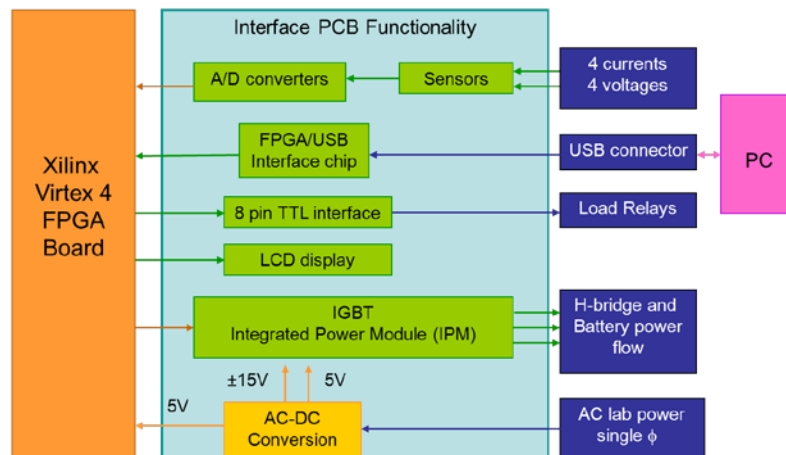 Interface PCB Functionality
A/D converters
Sensors
4 currents
4 voltages
FPGA/USB
Interface chip
USB connector
PC
Xilinx
Virtex 4
FPGA
Board
8 pin TTL interface
Load Relays
LCD display
IGBT
Integrated Power Module (IPM)
H-bridge and
Battery power
flow
±15V
5V
5V
AC-DC
Conversion
AC lab power
single ϕ